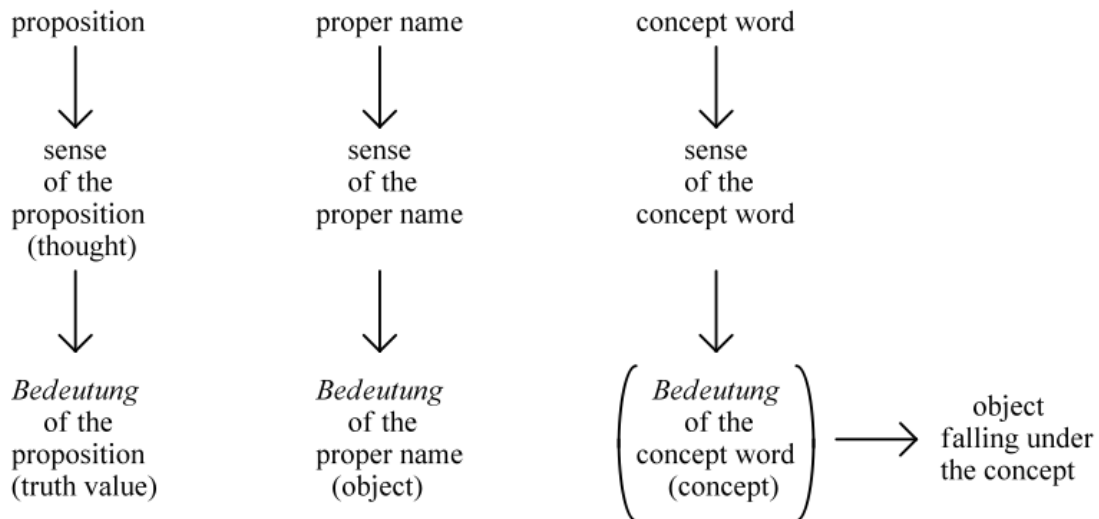 proposition
proper name
concept word
sense
of the
proposition
(thought)
sense
of the
proper name
sense
of the
concept word
Bedeutung
of the
proposition
(truth value)
Bedeutung
of the
proper name
(object)
Bedeutung
of the
concept word
(concept)
object
falling under
the concept